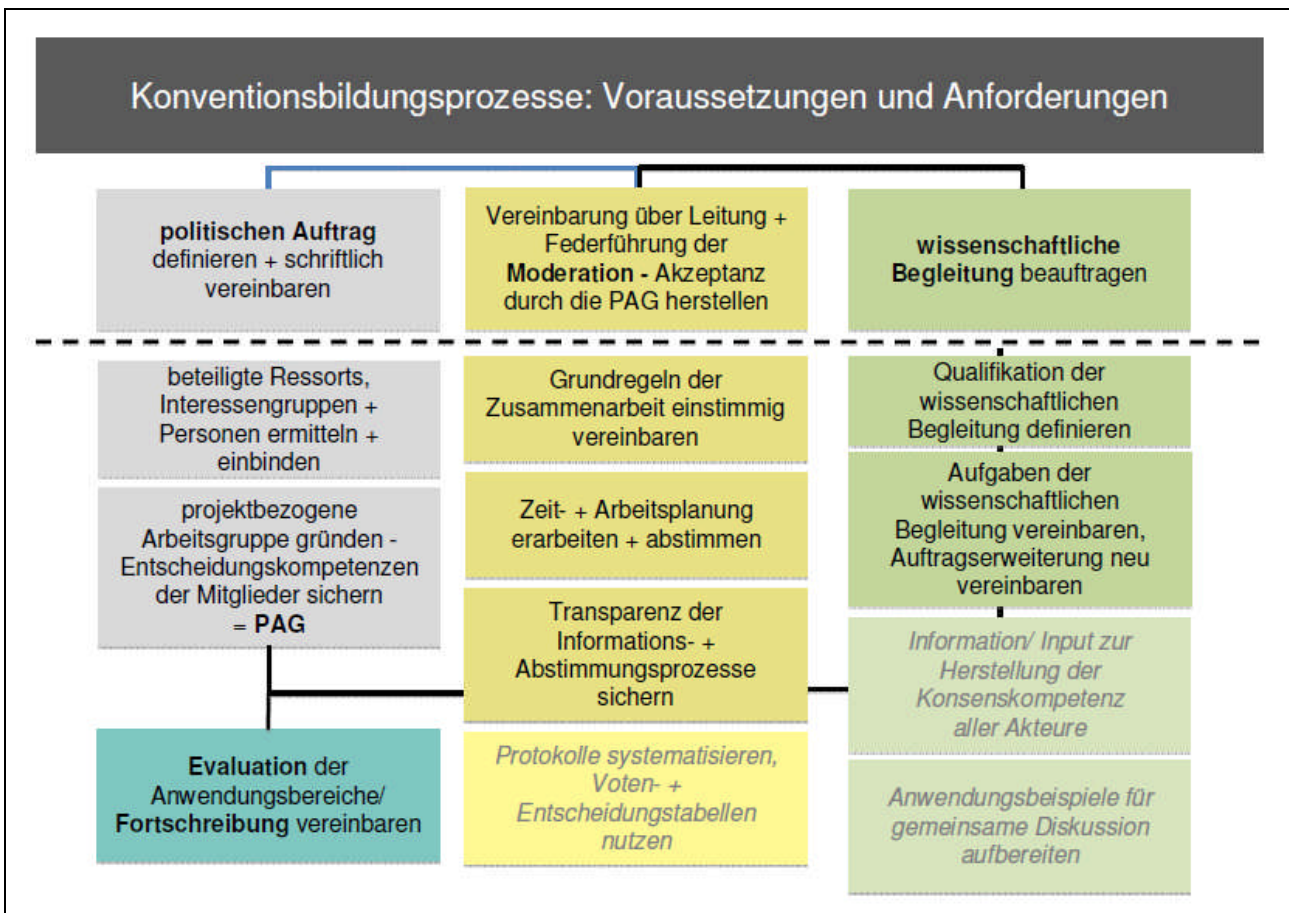 Konventionsbildungsprozesse: Voraussetzungen und Anforderungen
politischen Auftrag
definieren + schriftlich
vereinbaren
beteiligte Ressorts,
Interessengruppen +
Personen ermitteln +
einbinden
projektbezogene
Arbeitsgruppe gründen -
Entscheidungskompetenzen
der Mitglieder sichern
= PAG
Evaluation der
Anwendungsbereiche/
Fortschreibung vereinbaren
Vereinbarung über Leitung +
Federführung der
Moderation - Akzeptanz
durch die PAG herstellen
Grundregeln der
Zusammenarbeit einstimmig
vereinbaren
Zeit- + Arbeitsplanung
erarbeiten + abstimmen
Transparenz der
Informations- +
Abstimmungsprozesse
sichern
Protokolle systematisieren,
Voten- +
Entscheidungstabellen
nutzen
wissenschaftliche
Begleitung beauftragen
Qualifikation der
wissenschaftlichen
Begleitung definieren
Aufgaben der
wissenschaftlichen
Begleitung vereinbaren,
Auftragserweiterung neu
vereinbaren
Information/ Input zur
Herstellung der
Konsenskompetenz
aller Akteure
Anwendungsbeispiele für
gemeinsame Diskussion
aufbereiten